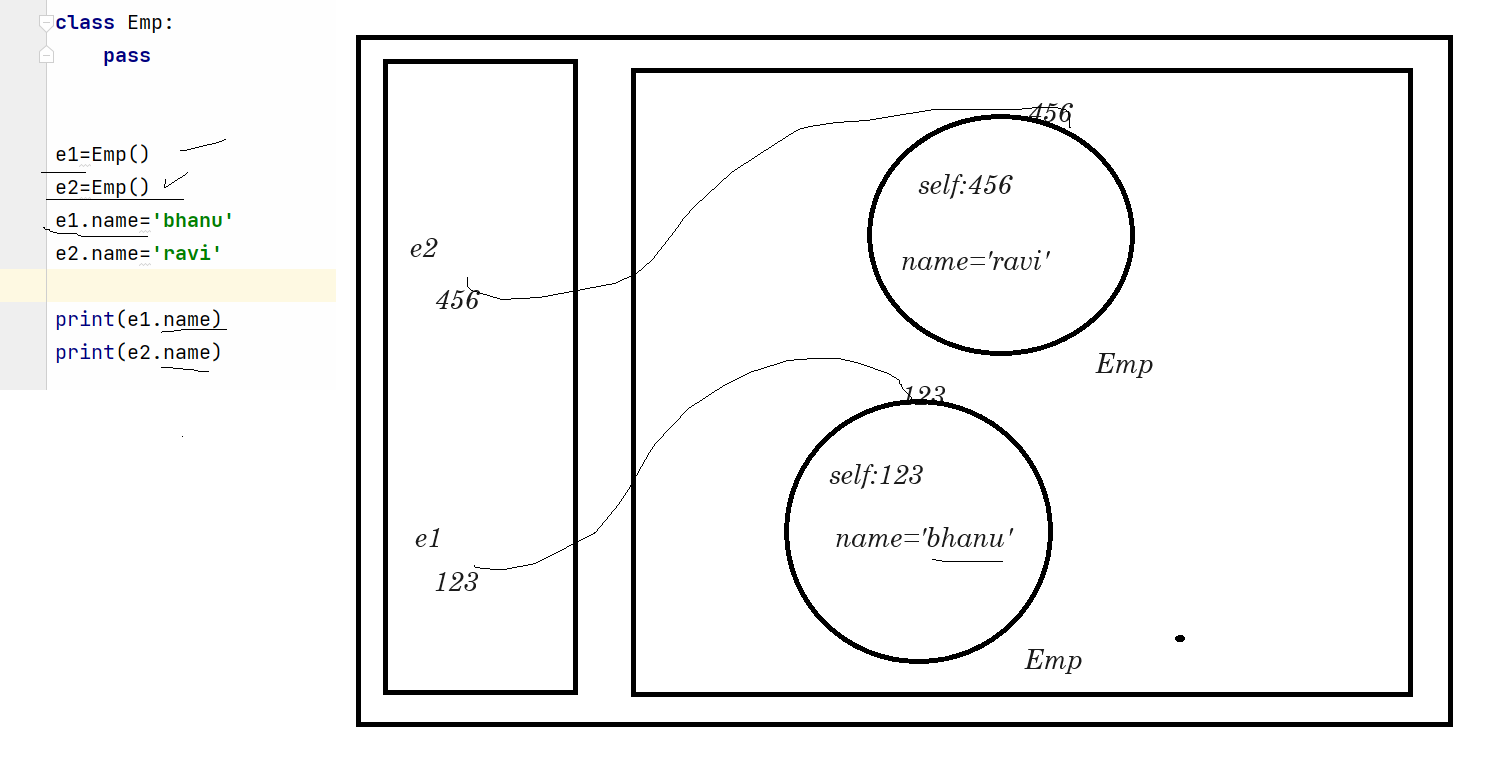 class Emp:
    pass
e1=Emp()
e2=Emp()
e1.name='bhanu'
e2.name='ravi'
print(e1.name)
print(e2.name)
e2
456
e1
123
456
self:456
name='ravi'
Emp
123
self:123
name='bhanu'
Emp